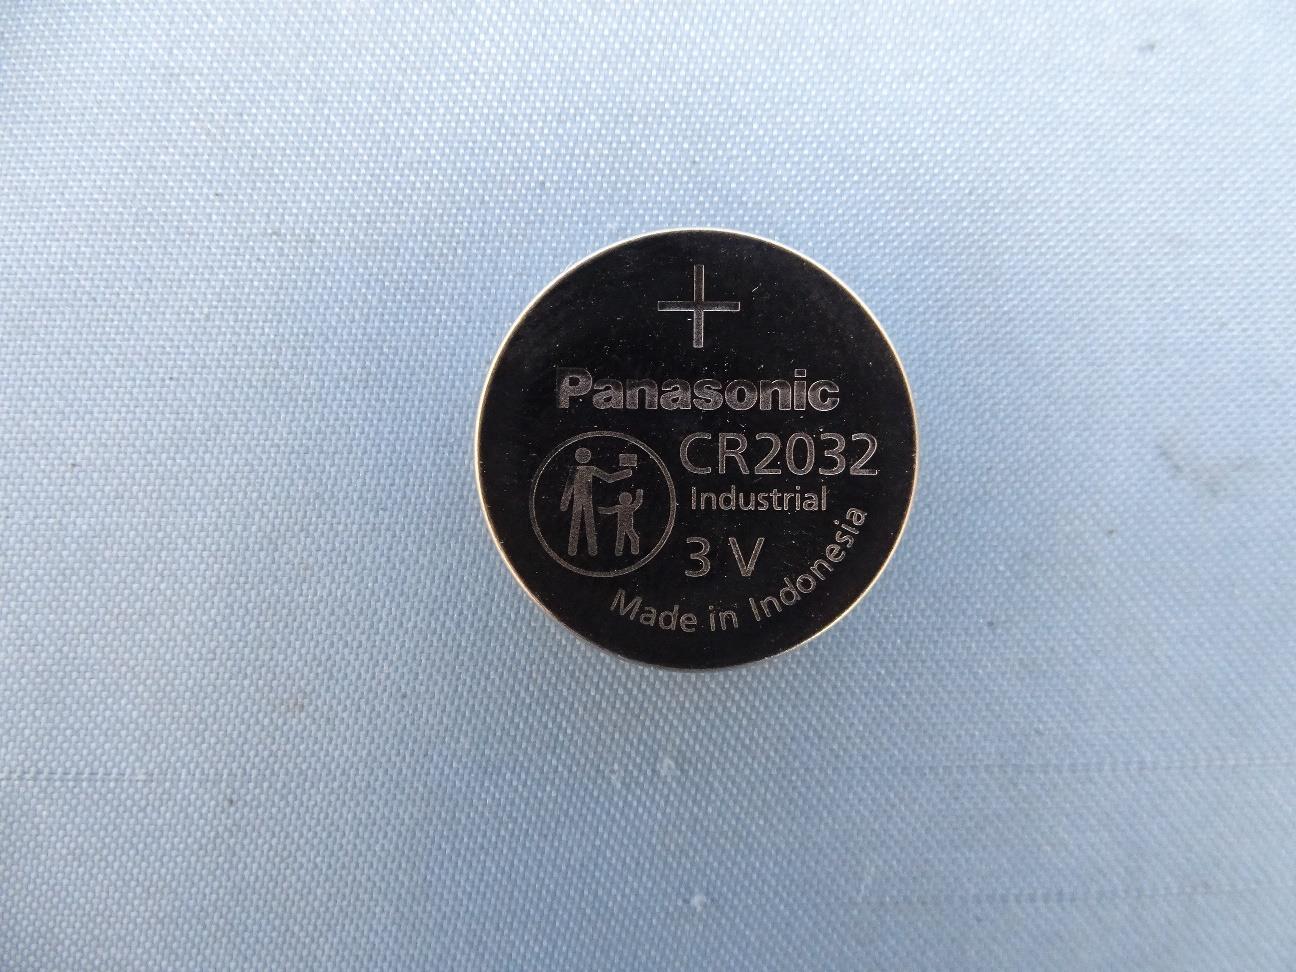 +
Panasonic
CR2032
Industrial
3 V
Made in Indonesia